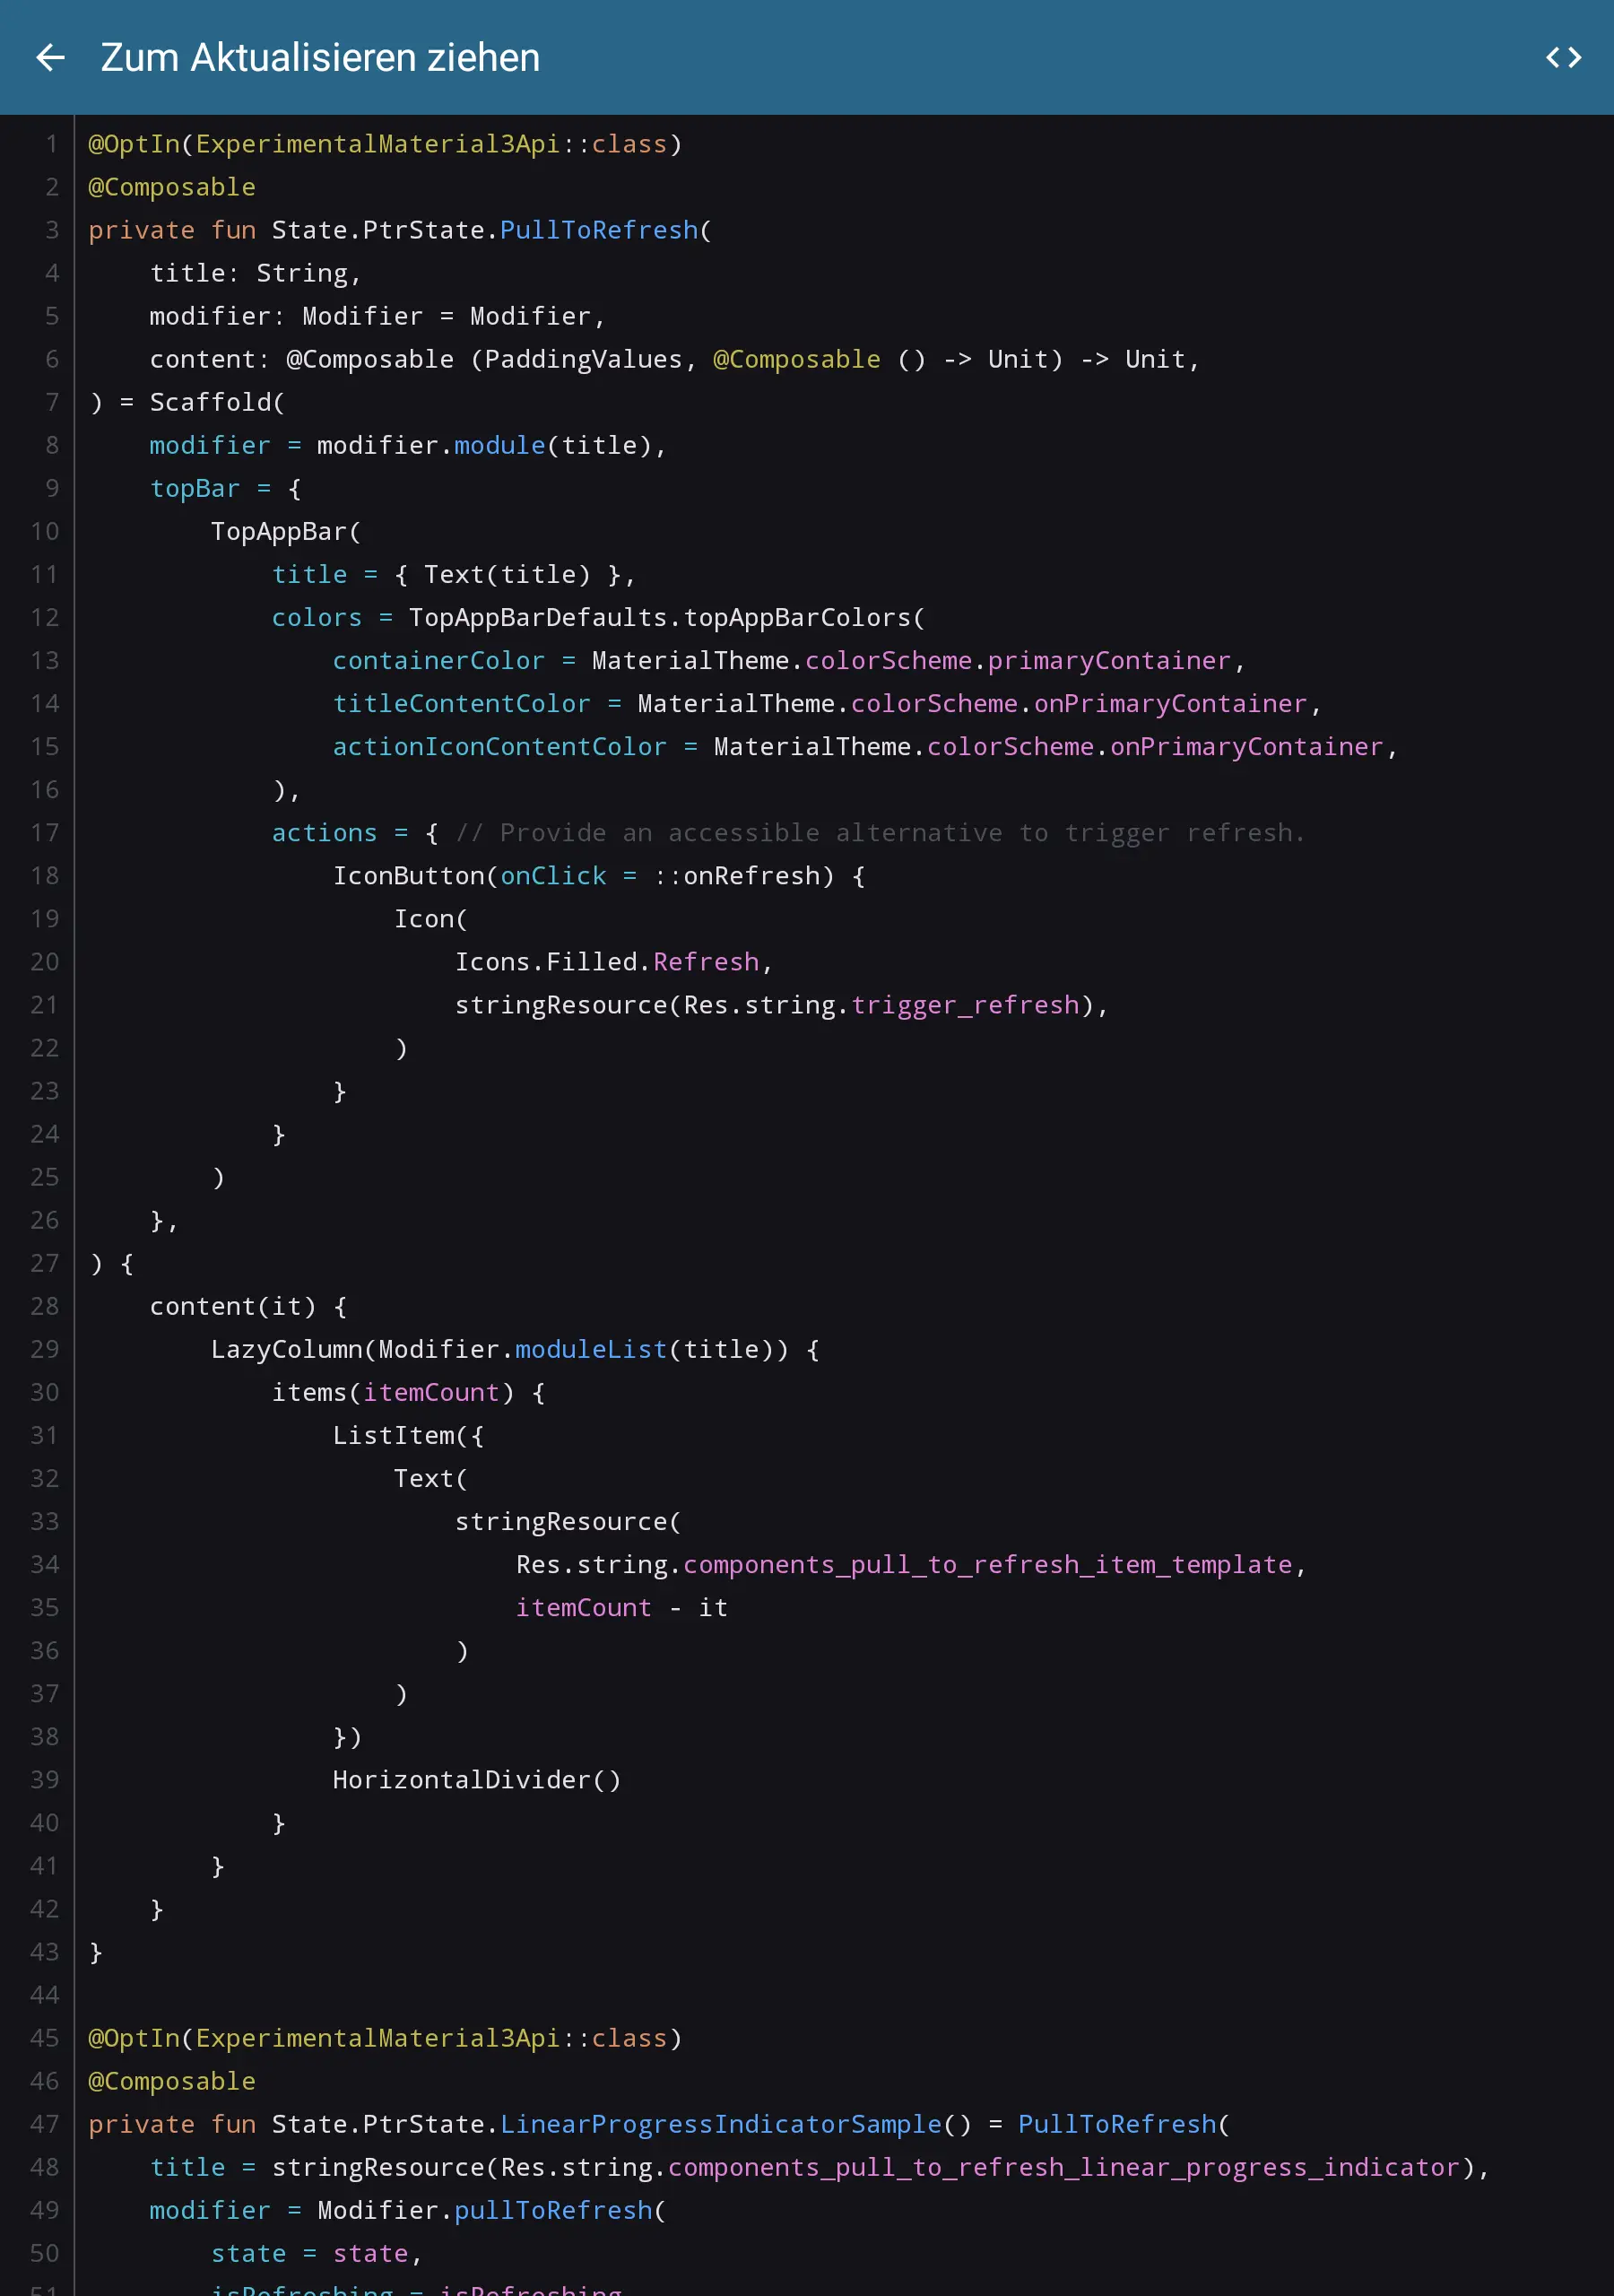 Zum Aktualisieren ziehen
1 @OptIn(ExperimentalMaterial3Api::class)
2 @Composable
3 private fun State.PtrState.PullToRefresh(
4     title: String,
5     modifier: Modifier = Modifier,
6     content: @Composable (PaddingValues, @Composable () -> Unit) -> Unit,
7 ) = Scaffold(
8     modifier = modifier.module(title),
9     topBar = {
10         TopAppBar(
11             title = { Text(title) },
12             colors = TopAppBarDefaults.topAppBarColors(
13                 containerColor = MaterialTheme.colorScheme.primaryContainer,
14                 titleContentColor = MaterialTheme.colorScheme.onPrimaryContainer,
15                 actionIconContentColor = MaterialTheme.colorScheme.onPrimaryContainer,
16             ),
17             actions = { // Provide an accessible alternative to trigger refresh.
18                 IconButton(onClick = ::onRefresh) {
19                     Icon(
20                         Icons.Filled.Refresh,
21                         stringResource(Res.string.trigger_refresh),
22                     )
23                 }
24             }
25         )
26     },
27 ) {
28     content(it) {
29         LazyColumn(Modifier.moduleList(title)) {
30             items(itemCount) {
31                 ListItem({
32                     Text(
33                         stringResource(
34                             Res.string.components_pull_to_refresh_item_template,
35                             itemCount - it
36                         )
37                     )
38                 })
39                 HorizontalDivider()
40             }
41         }
42     }
43 }
44
45 @OptIn(ExperimentalMaterial3Api::class)
46 @Composable
47 private fun State.PtrState.LinearProgressIndicatorSample() = PullToRefresh(
48     title = stringResource(Res.string.components_pull_to_refresh_linear_progress_indicator),
49     modifier = Modifier.pullToRefresh(
50         state = state,
51         isRefreshing = isRefreshing